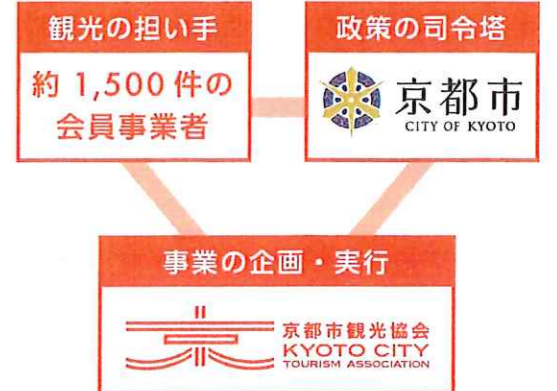 観光の担い手
約 1,500 件の
会員事業者
政策の司令塔
京都市
CITY OF KYOTO
事業の企画・実行
京都市観光協会
KYOTO CITY
TOURISM ASSOCIATION